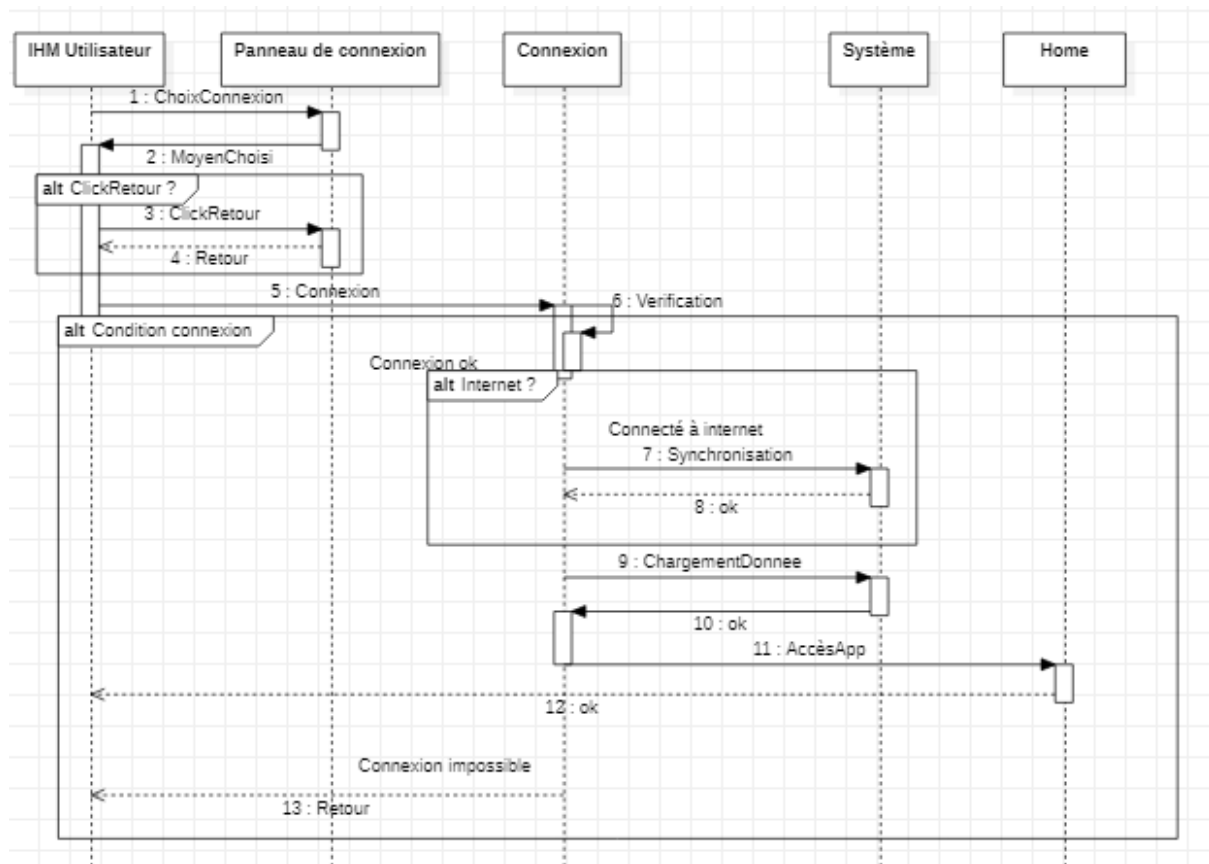 IHM Utilisateur
Panneau de connexion
Connexion
Système
Home
1 : ChoixConnexion
2 : MoyenChoisi
alt ClickRetour ?
3 : ClickRetour
4 : Retour
5 : Connexion
6 : Verification
alt Condition connexion
Connexion ok
alt Internet ?
Connecté à internet
7 : Synchronisation
8 : ok
9 : ChargementDonnee
10 : ok
11 : AccèsApp
12 : ok
Connexion impossible
13 : Retour